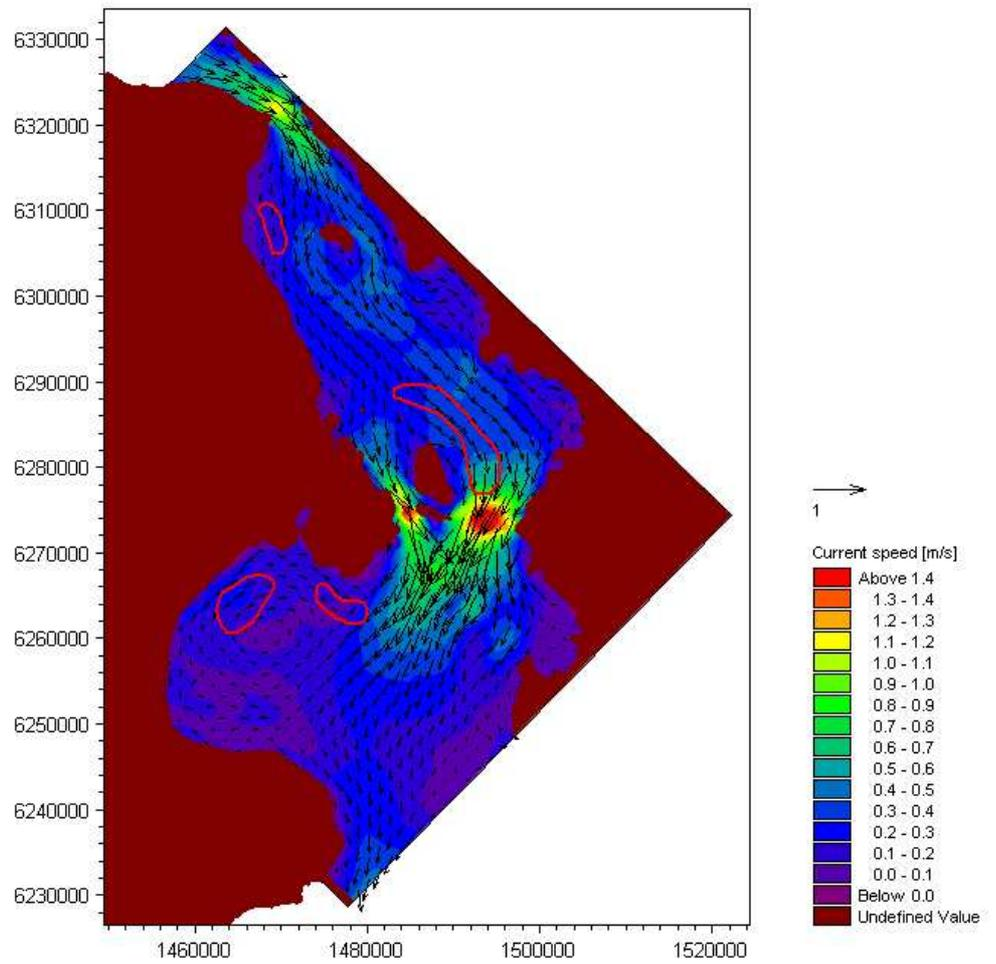 6330000
6320000
6310000
6300000
6290000
6280000
6270000
6260000
6250000
6240000
6230000
1460000 1480000 1500000 1520000
1
Current speed [m/s]
Above 1.4
1.3 - 1.4
1.2 - 1.3
1.1 - 1.2
1.0 - 1.1
0.9 - 1.0
0.8 - 0.9
0.7 - 0.8
0.6 - 0.7
0.5 - 0.6
0.4 - 0.5
0.3 - 0.4
0.2 - 0.3
0.1 - 0.2
0.0 - 0.1
Below 0.0
Undefined Value